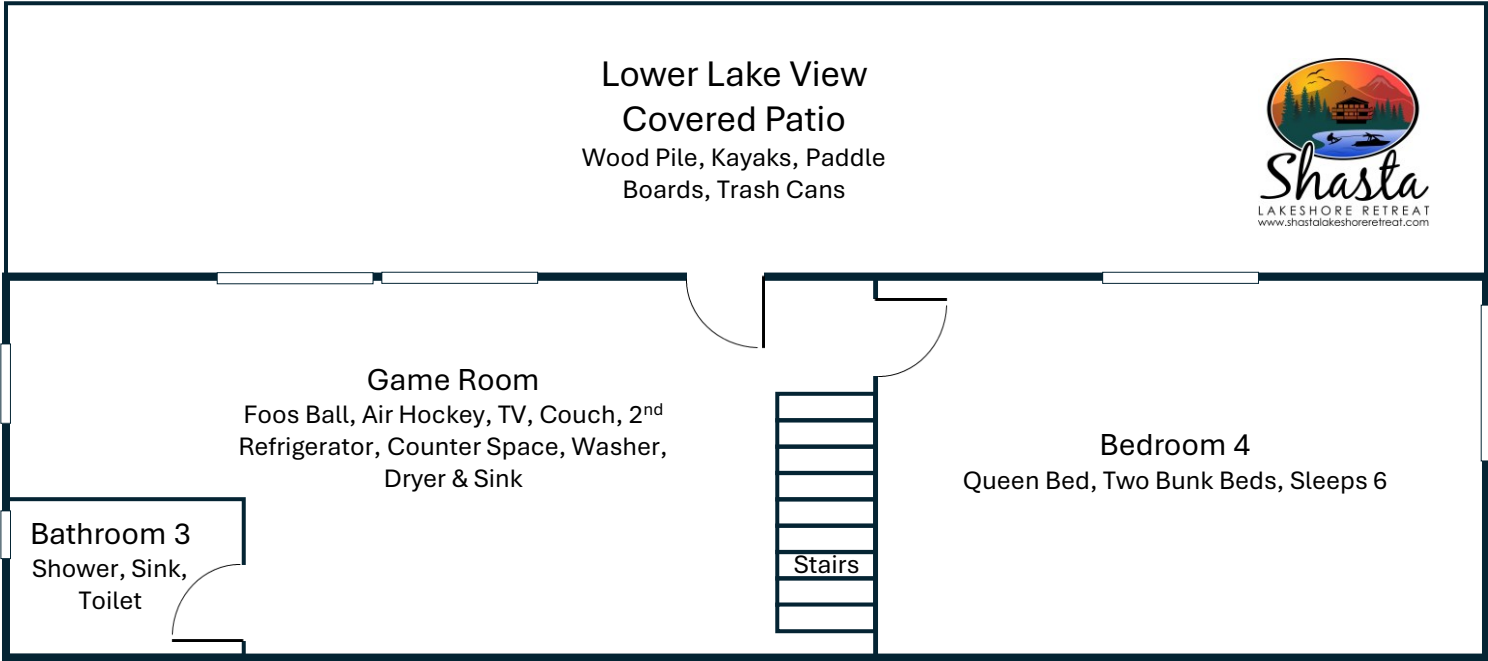 Lower Lake View
Covered Patio
Wood Pile, Kayaks, Paddle
Boards, Trash Cans
Shasta
LAKESHORE RETREAT
www.shastalakeshoreretreat.com
Game Room
Foos Ball, Air Hockey, TV, Couch, 2nd
Refrigerator, Counter Space, Washer,
Dryer & Sink
Bedroom 4
Queen Bed, Two Bunk Beds, Sleeps 6
Bathroom 3
Shower, Sink,
Toilet
Stairs